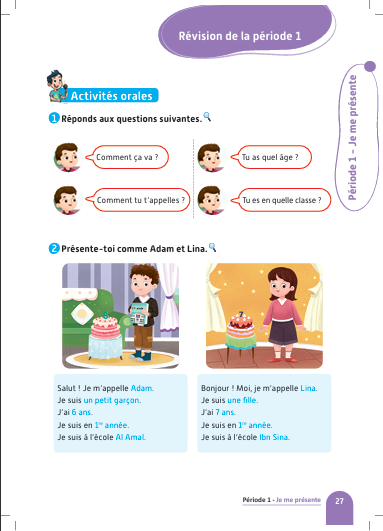 Révision de la période 1
Période 1 - Je me présente
Activités orales
1 Réponds aux questions suivantes.
Comment ça va ?
Tu as quel âge ?
Comment tu t'appelles ?
Tu es en quelle classe ?
2 Présente-toi comme Adam et Lina.
6
7
Salut ! Je m'appelle Adam.
Je suis un petit garçon.
J'ai 6 ans.
Je suis en 1re année.
Je suis à l'école Al Amal.
Bonjour ! Moi, je m'appelle Lina.
Je suis une fille.
J'ai 7 ans.
Je suis en 1re année.
Je suis à l'école Ibn Sina.
Période 1 - Je me présente
27